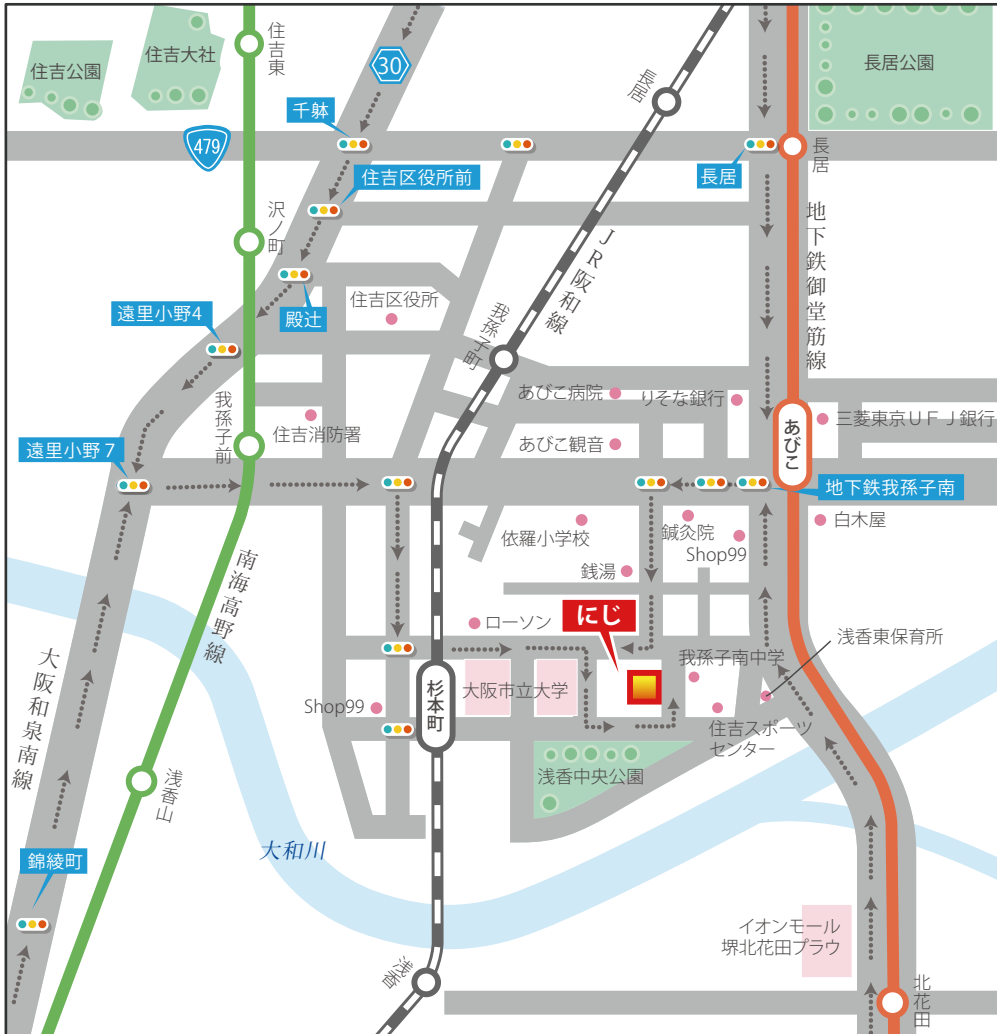 住吉東
30
住吉大社
住吉公園
長居公園
長居
千躰
479
長居
長居
住吉区役所前
沢ノ町
地下鉄御堂筋線
JR阪和線
住吉区役所
殿辻
遠里小野4
我孫子町
あびこ病院
りそな銀行
我孫子前
住吉消防署
あびこ
三菱東京UFJ銀行
あびこ観音
遠里小野7
地下鉄我孫子南
依羅小学校
鍼灸院
白木屋
Shop99
南海高野線
銭湯
にじ
ローソン
浅香東保育所
大阪和泉南線
我孫子南中学
杉本町
大阪市立大学
Shop99
住吉スポーツ
センター
浅香中央公園
浅香山
大和川
錦綾町
イオンモール
堺北花田プラウ
浅香
北花田